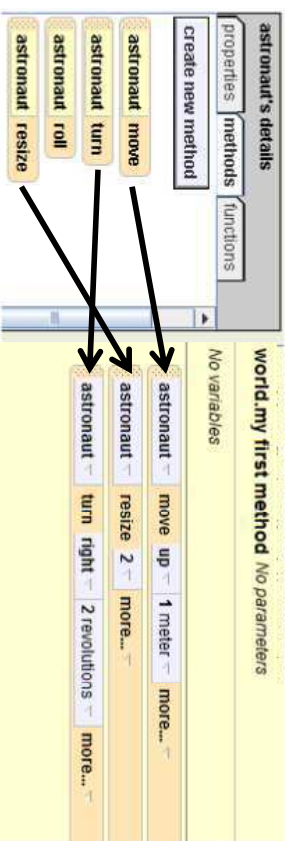 astronaut's details
properties methods functions
create new method
astronaut move
astronaut turn
astronaut roll
astronaut resize
world.my first method No parameters
No variables
astronaut move up 1 meter more...
astronaut resize 2 more...
astronaut turn right 2 revolutions more...